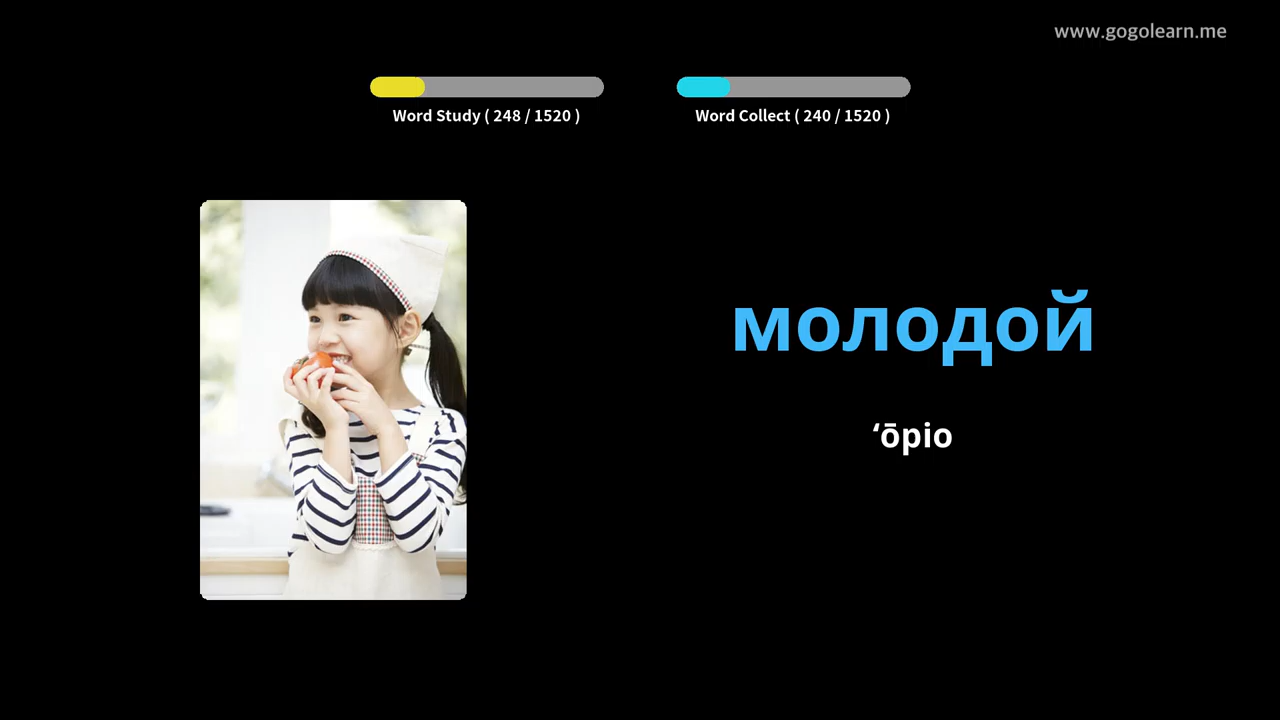 www.gogolearn.me
Word Study ( 248 / 1520 )
Word Collect ( 240 / 1520 )
молодой
ʻōpio